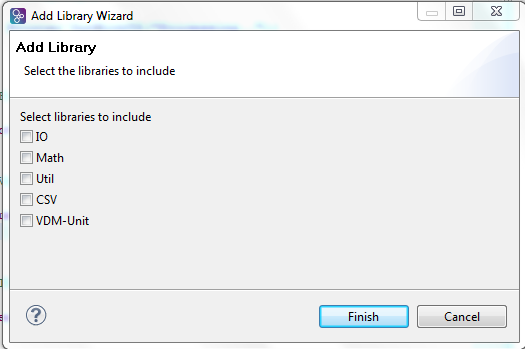 Add Library Wizard
Add Library
Select the libraries to include
Select libraries to include
IO
Math
Util
CSV
VDM-Unit
?
Finish
Cancel